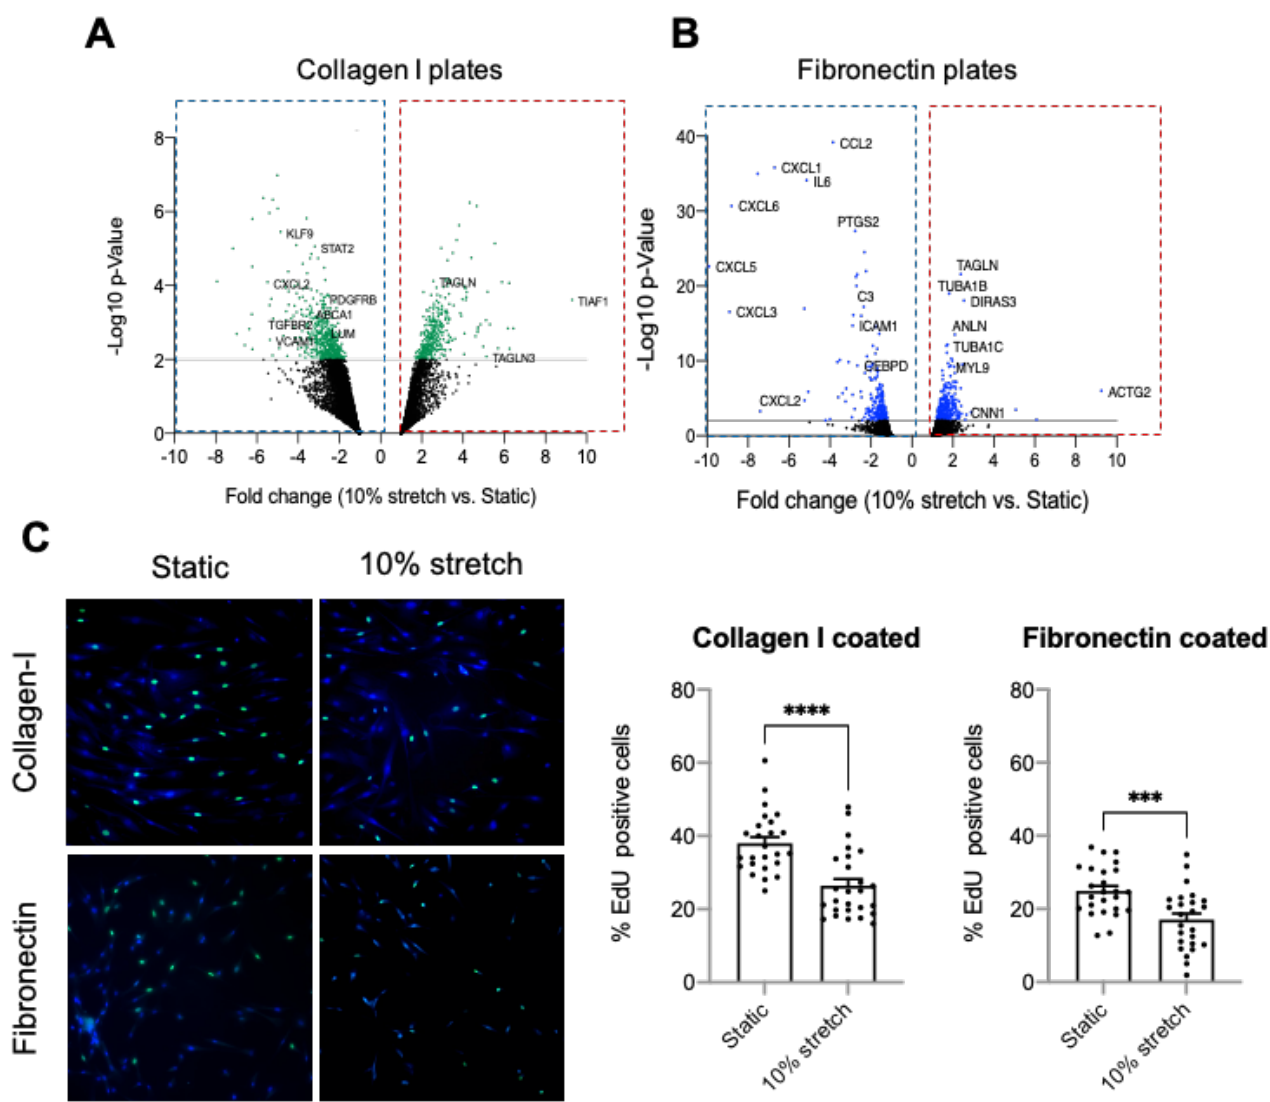 A
B
Collagen I plates
Fibronectin plates
-Log10 p-Value
8
6
4
2
0
KLF9
STAT2
CXCL2
PDGFRB
ABCA1
TGFBR2
LUM
VCAM1
TAGLN
TIAF1
TAGLN3
-10 -8 -6 -4 -2 0 2 4 6 8 10
Fold change (10% stretch vs. Static)
-Log10 p-Value
40
30
20
10
0
CCL2
CXCL1
IL6
CXCL6
PTGS2
CXCL5
C3
CXCL3
ICAM1
CEBPD
CXCL2
TAGLN
TUBA1B
DIRAS3
ANLN
TUBA1C
MYL9
ACTG2
CNN1
-10 -8 -6 -4 -2 0 2 4 6 8 10
Fold change (10% stretch vs. Static)
C
Static
10% stretch
Collagen-I
Fibronectin
Collagen I coated
% EdU positive cells
80
60
40
20
0
****
Static
10% stretch
Fibronectin coated
% EdU positive cells
80
60
40
20
0
***
Static
10% stretch